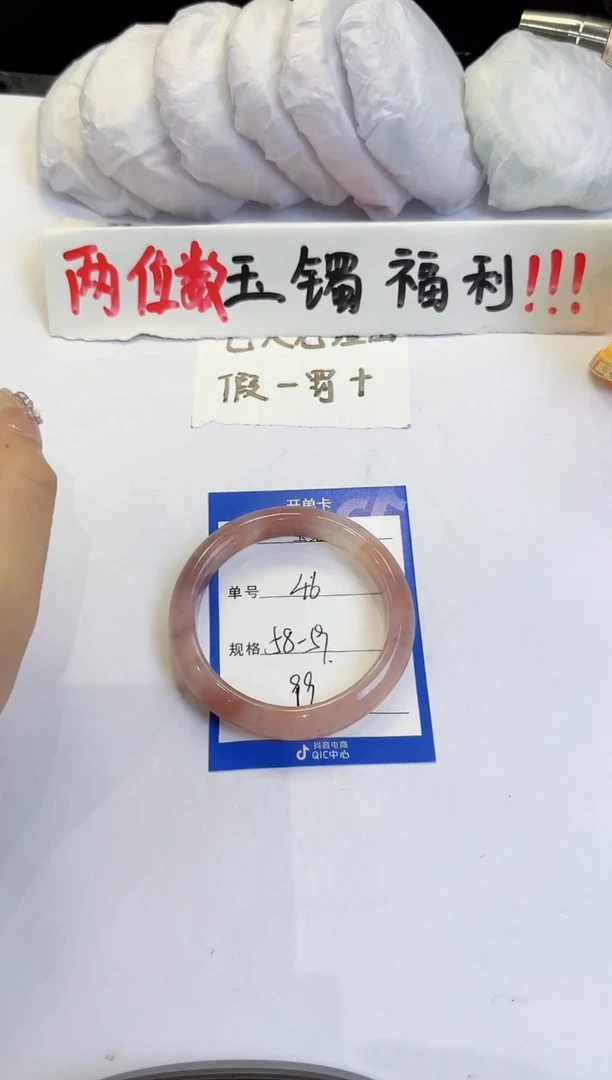 两位数玉镯福利!!!
假一罚十
开单卡
单号 46
规格 58-59
99
抖音电商
QIC中心